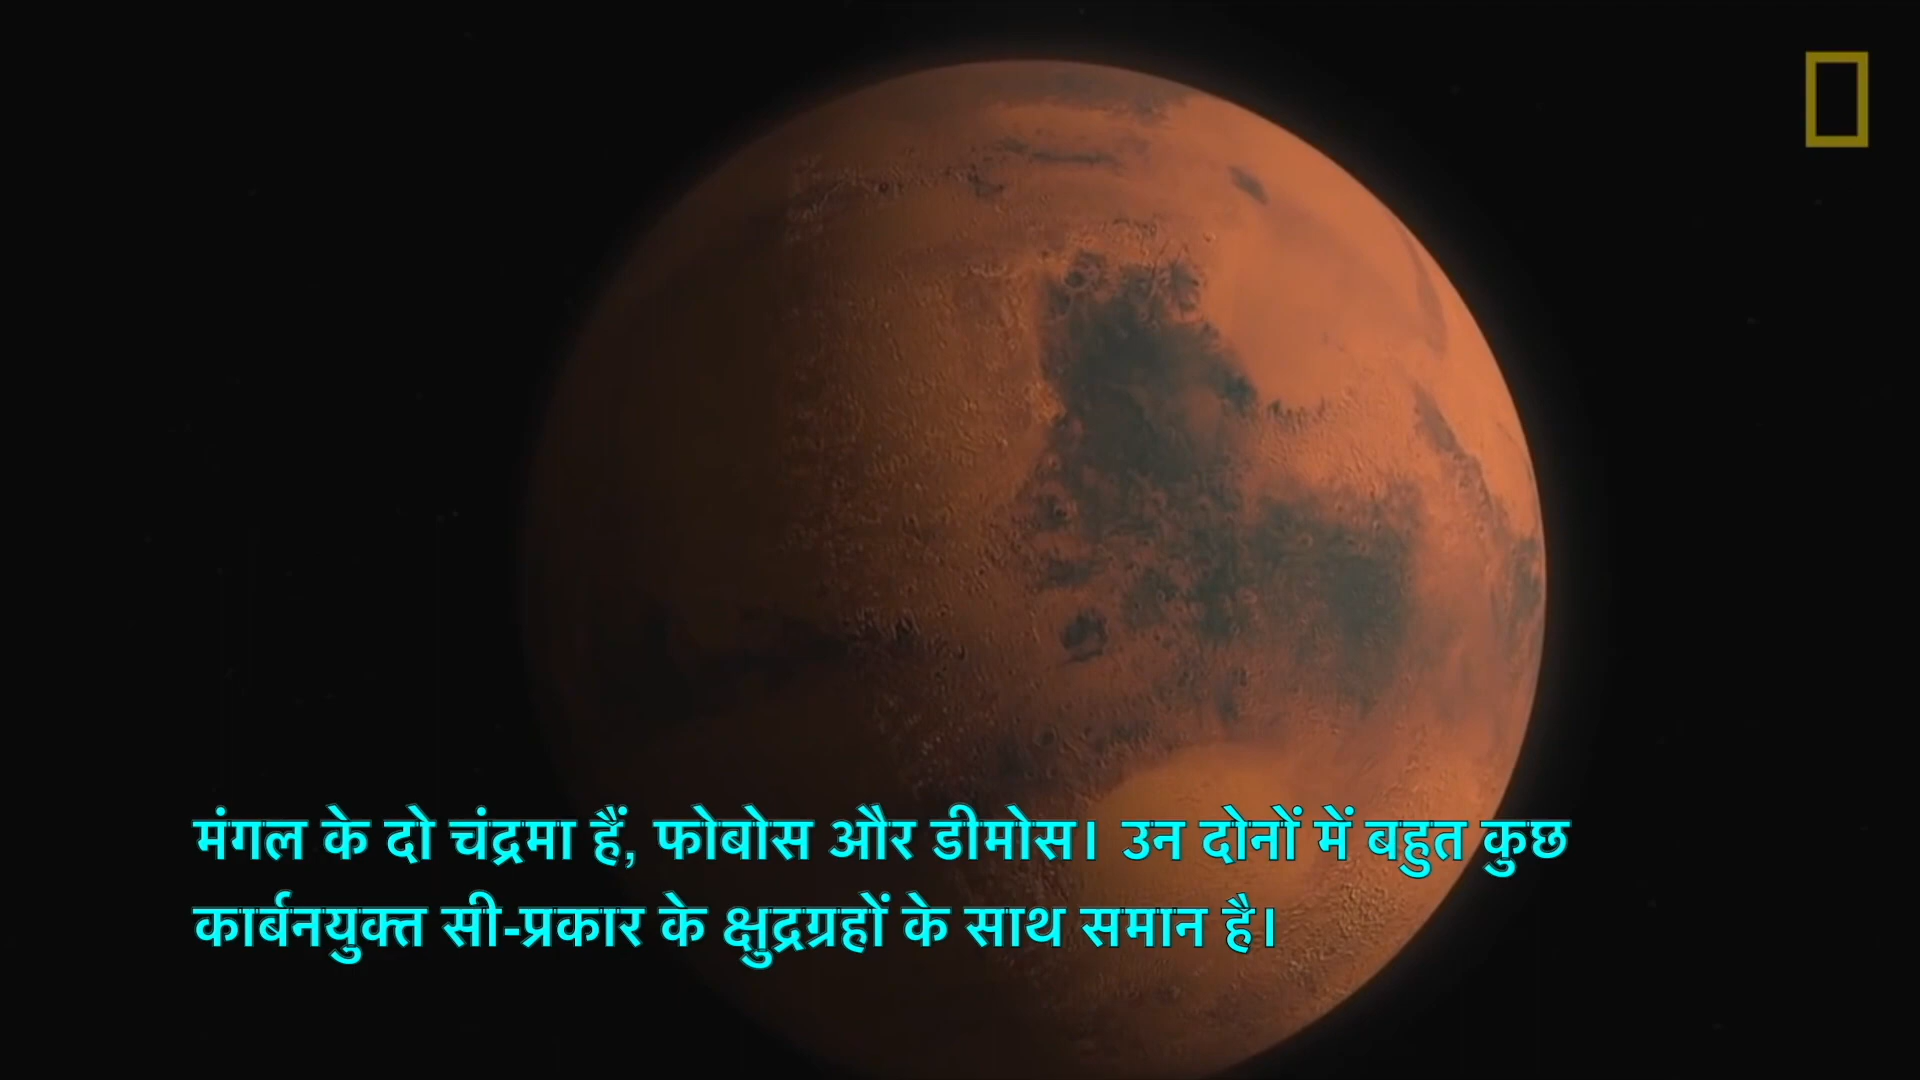 मंगल के दो चंद्रमा हैं, फोबोस और डीमोस। उन दोनों में बहुत कुछ
कार्बनयुक्त सी-प्रकार के क्षुद्रग्रहों के साथ समान है।